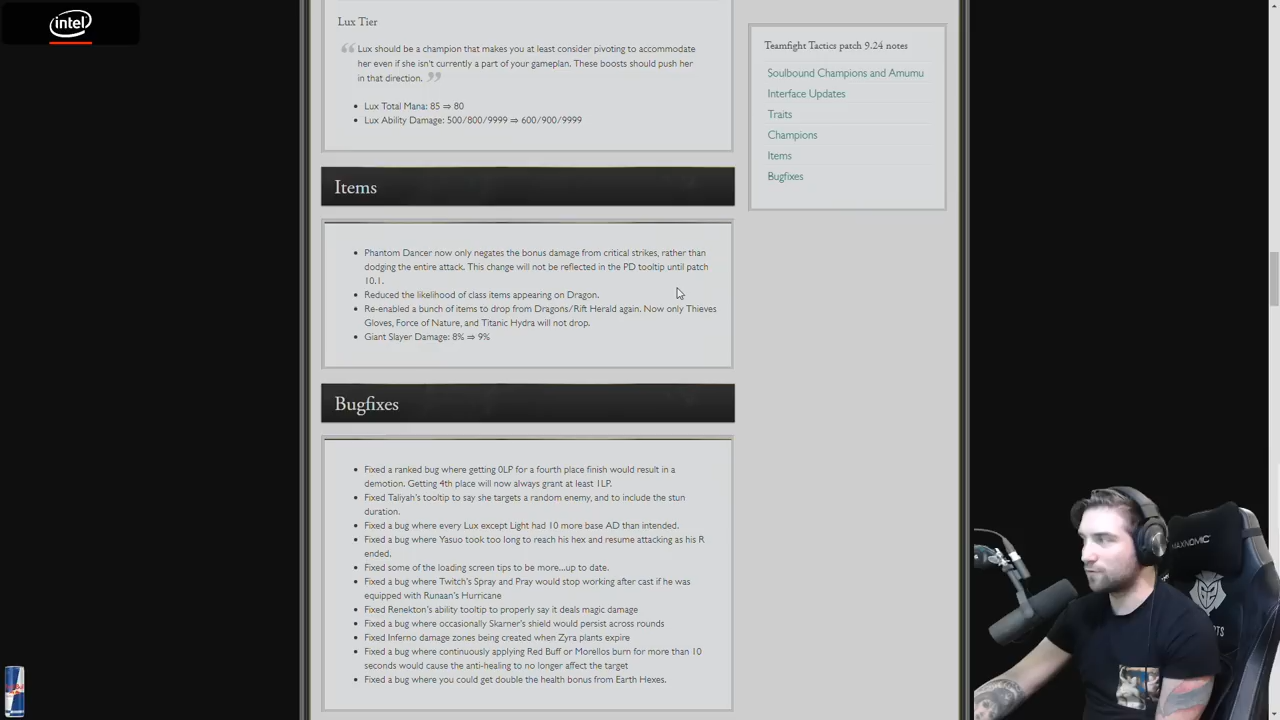 intel
Lux Tier
Lux should be a champion that makes you at least consider pivoting to accommodate
her even if she isn't currently a part of your gameplan. These boosts should push her
in that direction.
Lux Total Mana: 85 ⇒ 80
Lux Ability Damage: 500/800/9999 ⇒ 600/900/9999
Items
Phantom Dancer now only negates the bonus damage from critical strikes, rather than
dodging the entire attack. This change will not be reflected in the PD tooltip until patch
10.1.
Reduced the likelihood of class items appearing on Dragon.
Re-enabled a bunch of items to drop from Dragons/Rift Herald again. Now only Thieves
Gloves, Force of Nature, and Titanic Hydra will not drop.
Giant Slayer Damage: 8% ⇒ 9%
Bugfixes
Fixed a ranked bug where getting 0LP for a fourth place finish would result in a
demotion. Getting 4th place will now always grant at least 1LP.
Fixed Taliyah's tooltip to say she targets a random enemy, and to include the stun
duration.
Fixed a bug where every Lux except Light had 10 more base AD than intended.
Fixed a bug where Yasuo took too long to reach his hex and resume attacking as his R
ended.
Fixed some of the loading screen tips to be more...up to date.
Fixed a bug where Twitch's Spray and Pray would stop working after cast if he was
equipped with Runaan's Hurricane
Fixed Renekton's ability tooltip to properly say it deals magic damage
Fixed a bug where occasionally Skarner's shield would persist across rounds
Fixed Inferno damage zones being created when Zyra plants expire
Fixed a bug where continuously applying Red Buff or Morellos burn for more than 10
seconds would cause the anti-healing to no longer affect the target
Fixed a bug where you could get double the health bonus from Earth Hexes.
Teamfight Tactics patch 9.24 notes
Soulbound Champions and Amumu
Interface Updates
Traits
Champions
Items
Bugfixes
MAXNOMIC